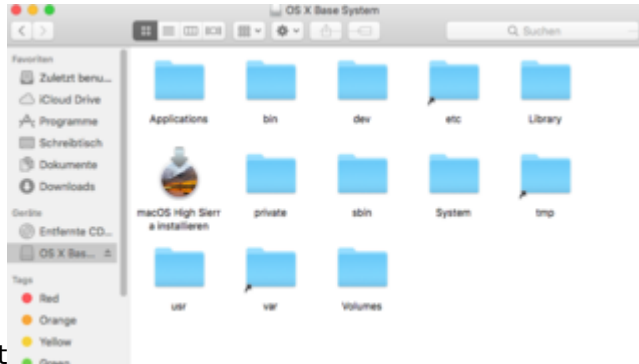 OS X Base System
Suchen
Favoriten
Zuletzt benu...
iCloud Drive
Programme
Schreibtisch
Dokumente
Downloads
Geräte
Entfernte CD...
OS X Bas...
Tags
Red
Orange
Yellow
Green
Applications
bin
dev
etc
Library
macOS High Sierr
a installieren
private
sbin
System
tmp
usr
var
Volumes
t